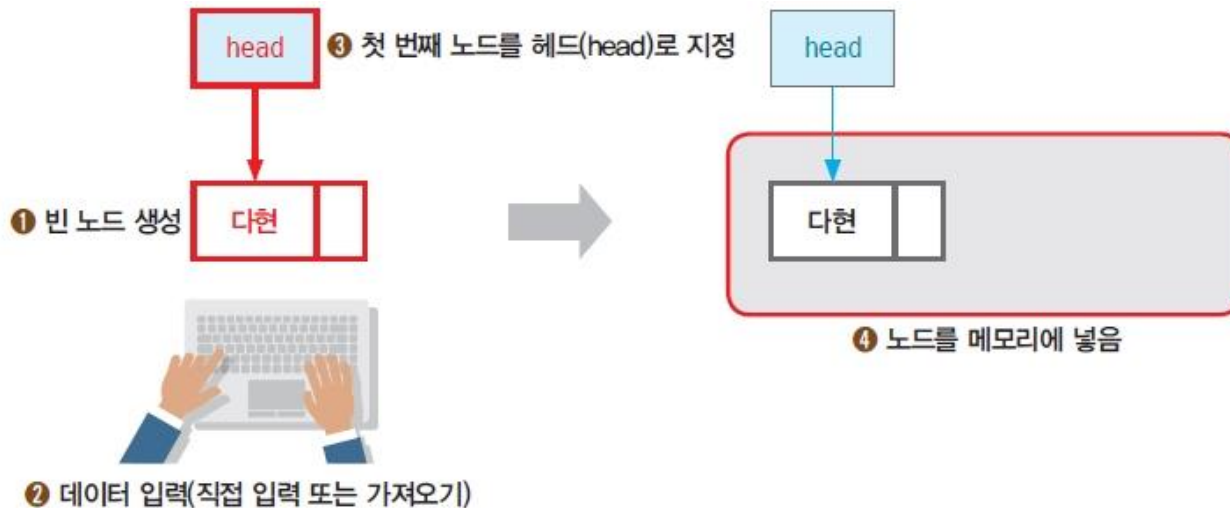 head
❸ 첫 번째 노드를 헤드(head)로 지정
head
❶ 빈 노드 생성
다현
다현
❹ 노드를 메모리에 넣음
❷ 데이터 입력(직접 입력 또는 가져오기)